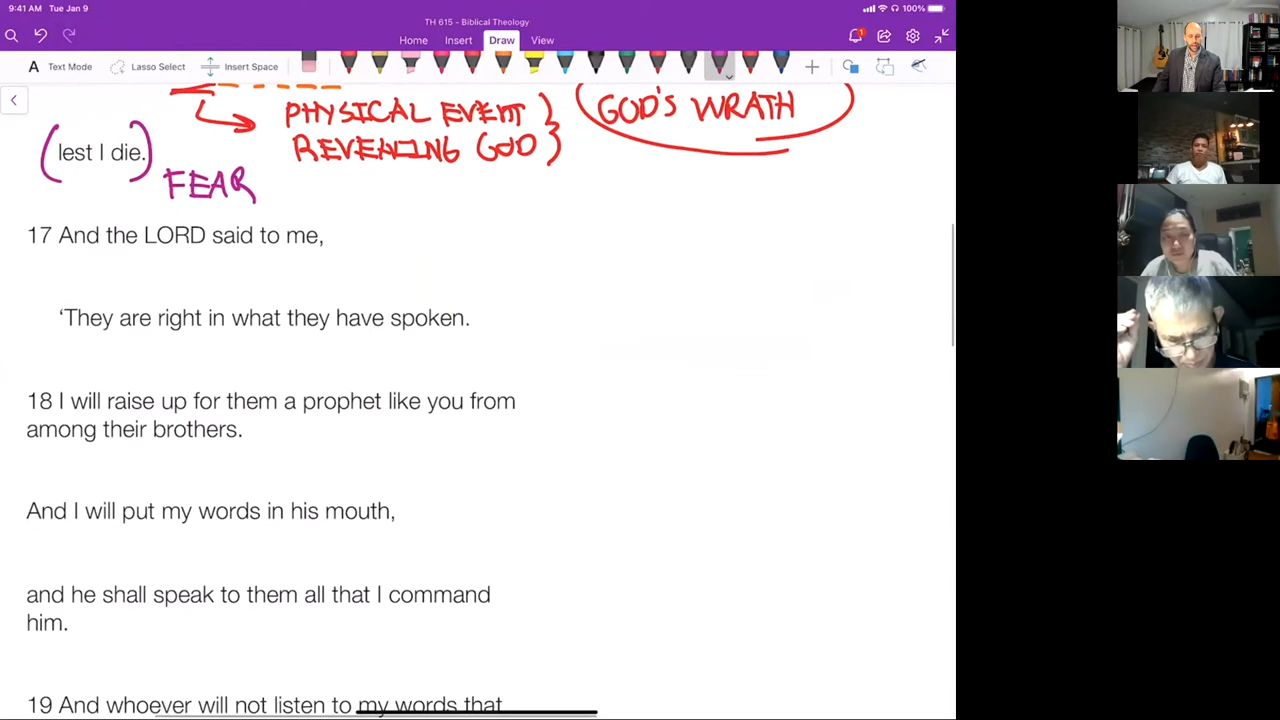 9:41 AM Tue Jan 9
100%
TH 615 - Biblical Theology
Home Insert Draw View
1
A Text Mode Lasso Select Insert Space
PHYSICAL EVENT } GOD'S WRATH
REVEALING GOD }
(lest I die.)
FEAR
17 And the LORD said to me,
‘They are right in what they have spoken.
18 I will raise up for them a prophet like you from
among their brothers.
And I will put my words in his mouth,
and he shall speak to them all that I command
him.
19 And whoever will not listen to my words that